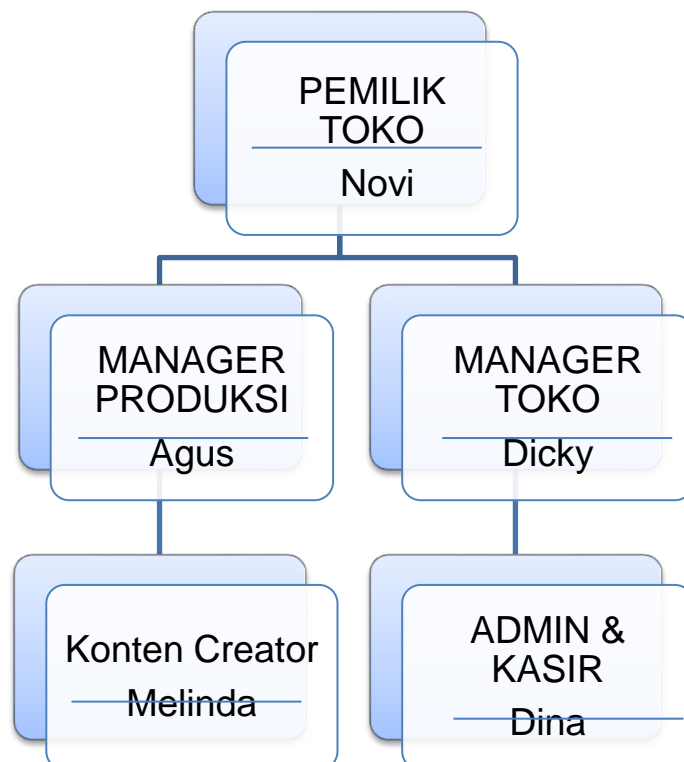 PEMILIK
TOKO
Novi
MANAGER
PRODUKSI
Agus
MANAGER
TOKO
Dicky
Konten Creator
Melinda
ADMIN &
KASIR
Dina